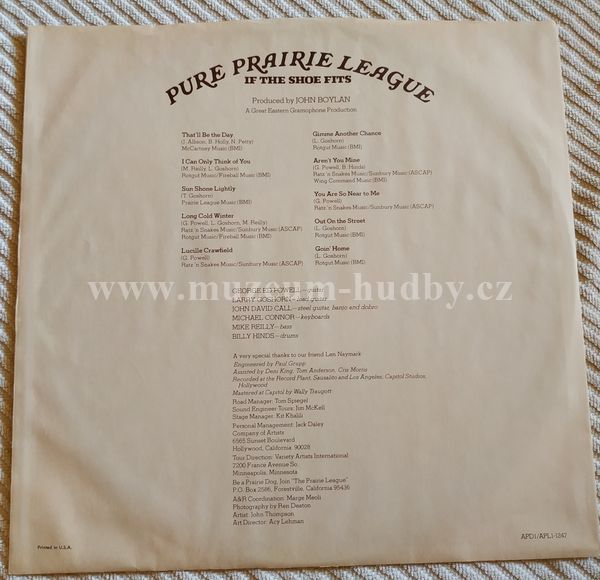 PURE PRAIRIE LEAGUE
IF THE SHOE FITS
Produced by JOHN BOYLAN
A Great Eastern Gramophone Production
That'll Be the Day
(J. Allison, B. Holly, N. Petty)
McCartney Music (BMI)
I Can Only Think of You
(M. Reilly, L. Goshorn)
Rotgut Music/Fireball Music (BMI)
Sun Shone Lightly
(T. Goshorn)
Prairie League Music (BMI)
Long Cold Winter
(G. Powell, L. Goshorn, M. Reilly)
Ratz 'n Snakes Music/Sunbury Music (ASCAP)
Rotgut Music/Fireball Music (BMI)
Lucille Crawfield
(G. Powell)
Ratz 'n Snakes Music/Sunbury Music (ASCAP)
Gimme Another Chance
(L. Goshorn)
Rotgut Music (BMI)
Aren't You Mine
(G. Powell, B. Hinds)
Ratz 'n Snakes Music/Sunbury Music (ASCAP)
Wing Command Music (BMI)
You Are So Near to Me
(G. Powell)
Ratz 'n Snakes Music/Sunbury Music (ASCAP)
Out On the Street
(L. Goshorn)
Rotgut Music (BMI)
Goin' Home
(L. Goshorn)
Rotgut Music (BMI)
www.museum-hudby.cz
GEORGE ED POWELL—guitar
LARRY GOSHORN—lead guitar
JOHN DAVID CALL—steel guitar, banjo and dobro
MICHAEL CONNOR—keyboards
MIKE REILLY—bass
BILLY HINDS—drums
A very special thanks to our friend Len Naymark
Engineered by Paul Grupp
Assisted by Deni King, Tom Anderson, Cris Morris
Recorded at the Record Plant, Sausalito and Los Angeles; Capitol Studios,
Hollywood
Mastered at Capitol by Wally Traugott
Road Manager: Tom Spiegel
Sound Engineer-Tours: Jim McKell
Stage Manager: Kit Khalili
Personal Management: Jack Daley
Company of Artists
6565 Sunset Boulevard
Hollywood, California 90028
Tour Direction: Variety Artists International
7200 France Avenue So.
Minneapolis, Minnesota
Be a Prairie Dog, Join "The Prairie League"
P.O. Box 2586, Forestville, California 95436
A&R Coordination: Marge Meoli
Photography by Ren Deaton
Artist: John Thompson
Art Director: Acy Lehman
Printed in U.S.A.
APD1/APL1-1247